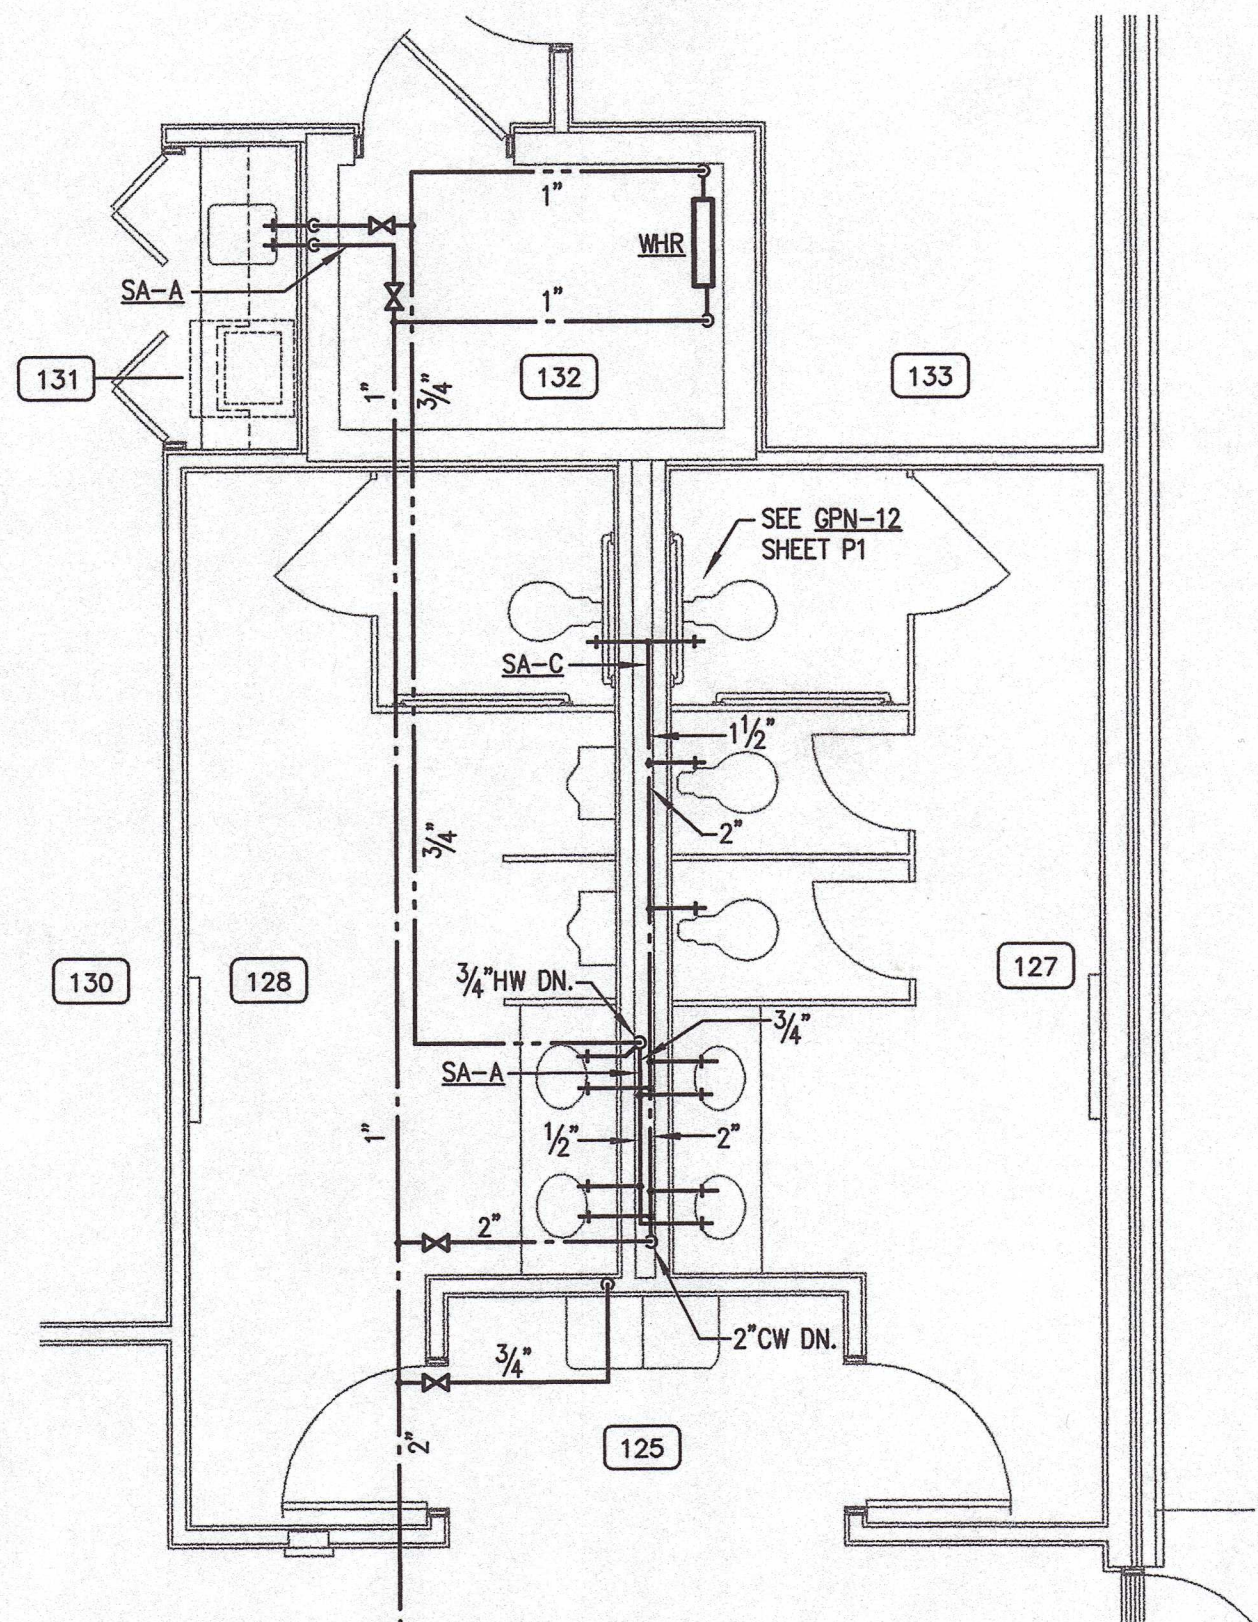 1"
WHR
SA-A
1"
131
132
133
1"
3/4"
SEE GPN-12
SHEET P1
SA-C
1 1/2"
2"
3/4"
130
128
127
3/4"HW DN.
3/4"
SA-A
1/2"
2"
1"
2"
2"CW DN.
3/4"
2"
125